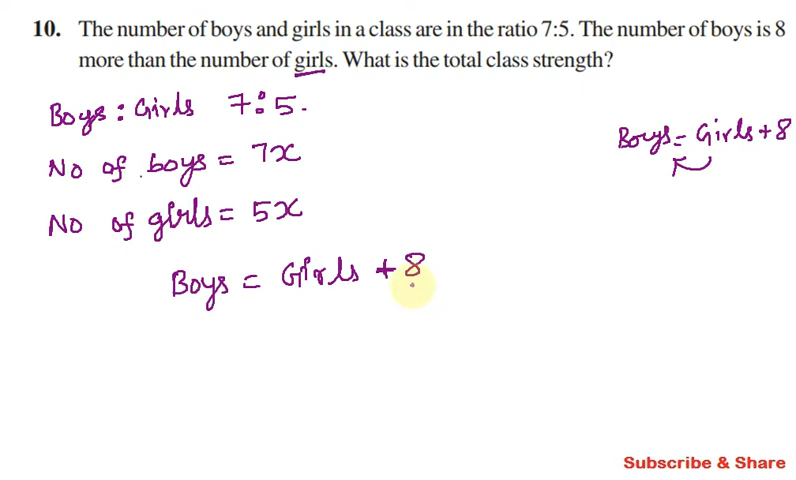 10. The number of boys and girls in a class are in the ratio 7:5. The number of boys is 8
more than the number of girls. What is the total class strength?
Boys : Girls 7:5.
Boys = Girls + 8
No of boys = 7x
No of girls = 5x
Boys = Girls + 8
Subscribe & Share